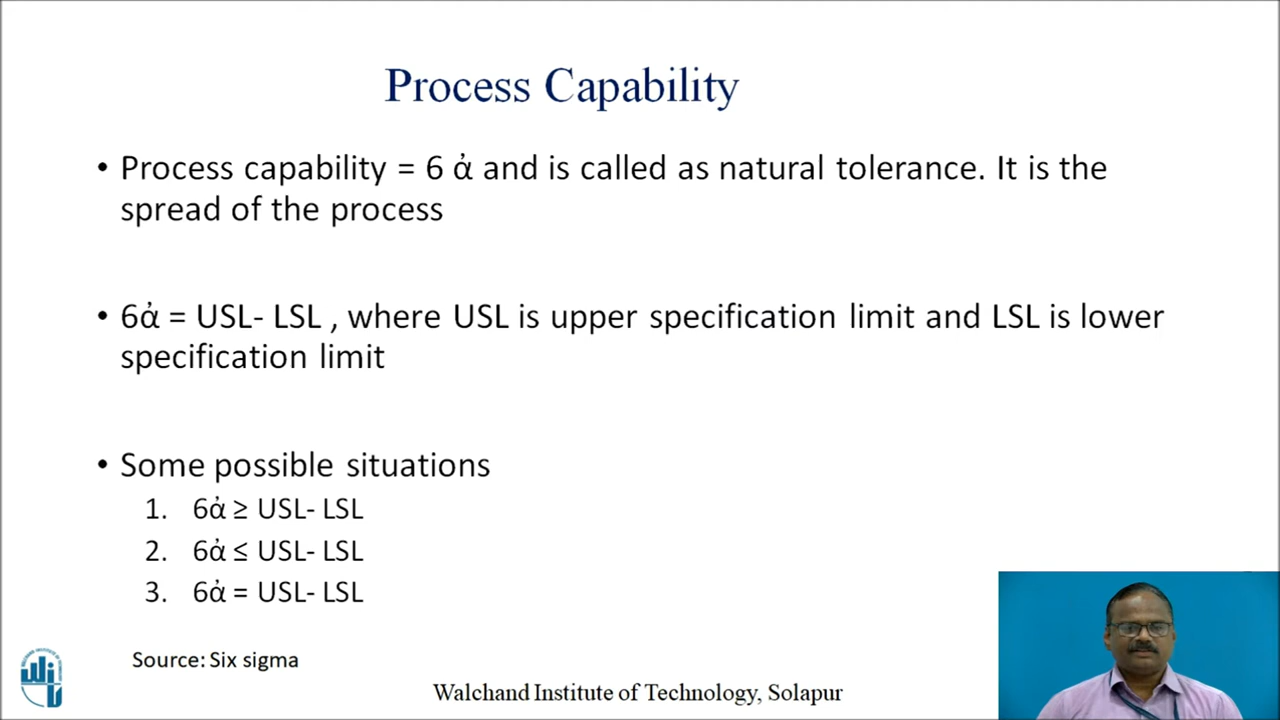 Process Capability
• Process capability = 6 ἀ and is called as natural tolerance. It is the
spread of the process
• 6ἀ = USL- LSL , where USL is upper specification limit and LSL is lower
specification limit
• Some possible situations
1. 6ἀ ≥ USL- LSL
2. 6ἀ ≤ USL- LSL
3. 6ἀ = USL- LSL
Source: Six sigma
Walchand Institute of Technology, Solapur